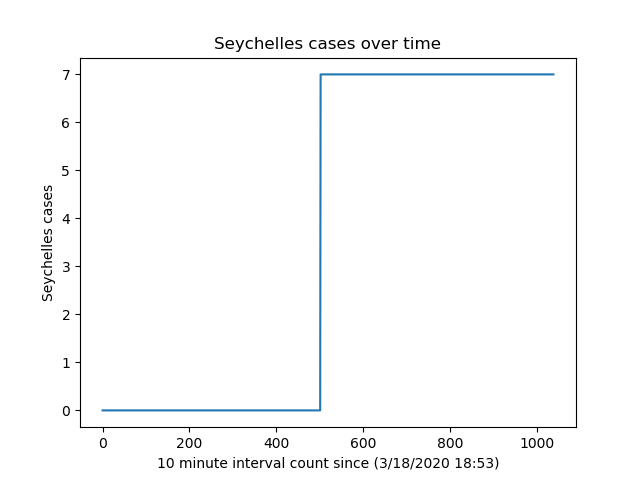 Seychelles cases over time
7
6
5
4
3
2
1
0
Seychelles cases
0 200 400 600 800 1000
10 minute interval count since (3/18/2020 18:53)